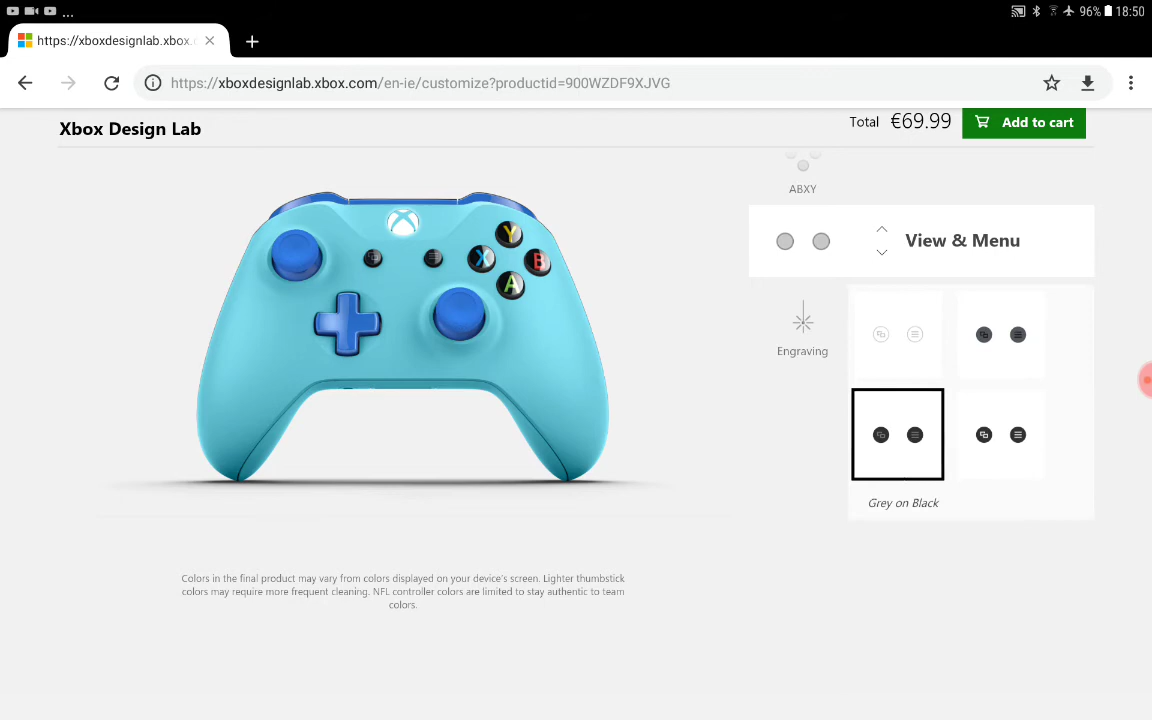 ... 96% 18:50
https://xboxdesignlab.xbox.c
https://xboxdesignlab.xbox.com/en-ie/customize?productid=900WZDF9XJVG
Xbox Design Lab
Total €69.99 Add to cart
ABXY
View & Menu
Y
X B
A
Engraving
Grey on Black
Colors in the final product may vary from colors displayed on your device's screen. Lighter thumbstick
colors may require more frequent cleaning. NFL controller colors are limited to stay authentic to team
colors.